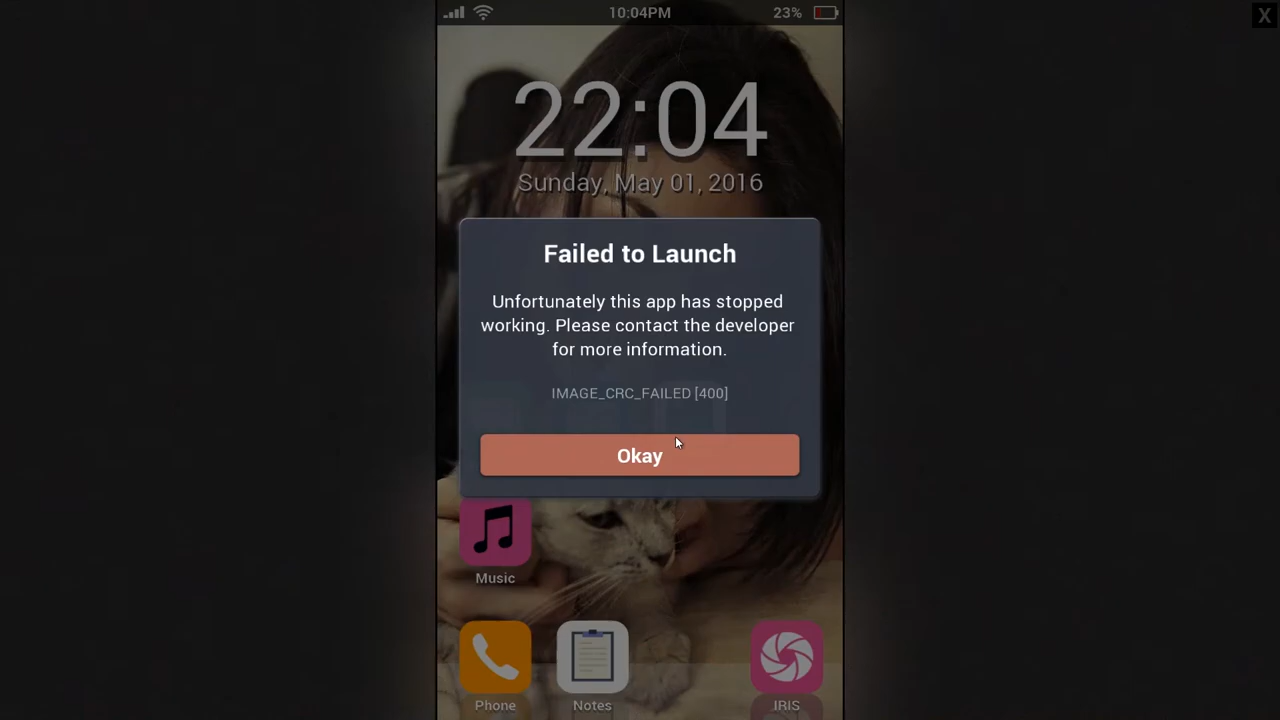 10:04PM
23%
X
22:04
Sunday, May 01, 2016
Failed to Launch
Unfortunately this app has stopped
working. Please contact the developer
for more information.
IMAGE_CRC_FAILED [400]
Okay
Music
Phone
Notes
IRIS